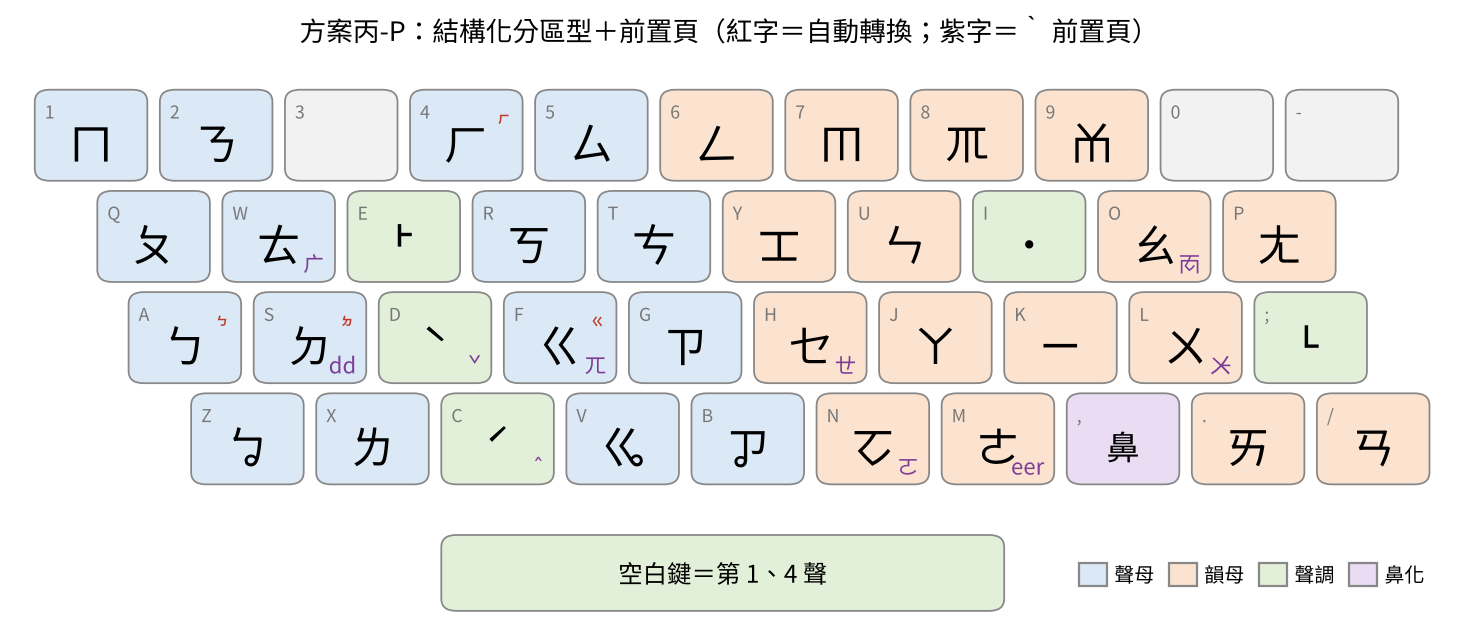 方案丙-P：結構化分區型＋前置頁（紅字＝自動轉換；紫字＝ˋ 前置頁）
1 ㄇ 2 ㄋ 3 4 ㄏ ㆷ 5 ㄙ 6 ㄥ 7 ㆬ 8 ㆭ 9 ㆰ 0 -
Q ㄆ W ㄊ ㄬ E ㆐ R ㄎ T ㄘ Y ㆪ U ㄣ I ˙ O ㄠ P ㄤ
A ㄅ ㆴ S ㄉ ㆵ dd D ˋ ˇ F ㄍ ㆶ ㄫ G ㄗ H ㄝ J ㄚ K ㄧ L ㄨ ㆨ ; ㆗
Z ㆠ X ㄌ C ˊ ˆ V ㆣ B ㆡ N ㆦ ㄛ M ㄜ eer , 鼻 . ㄞ / ㄢ
空白鍵＝第 1、4 聲
聲母 韻母 聲調 鼻化